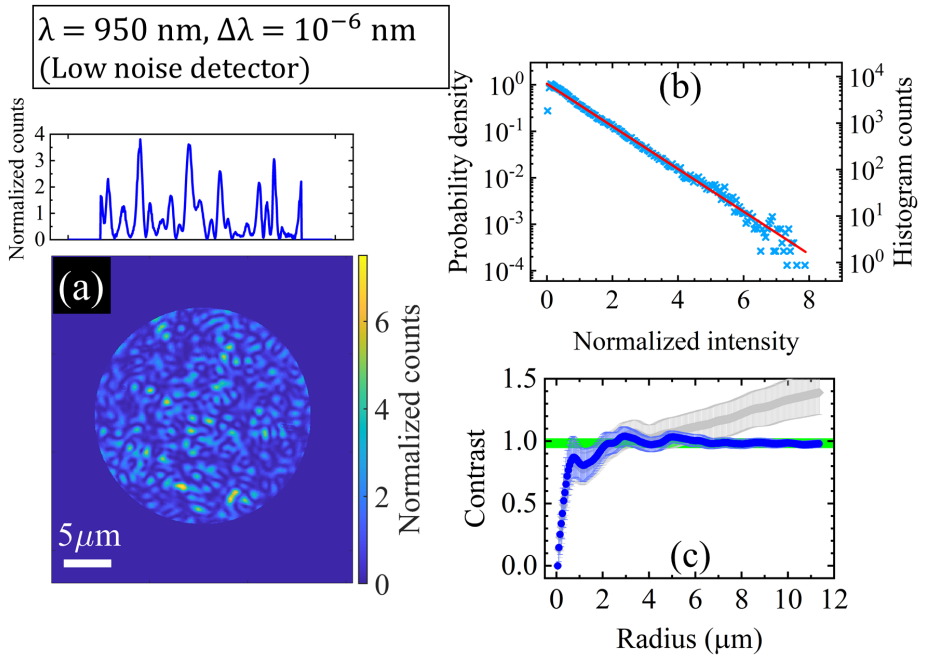 λ = 950 nm, Δλ = 10⁻⁶ nm
(Low noise detector)
Normalized counts
4
3
2
1
0
(a)
5μm
6
4
2
0
Normalized counts
(b)
Probability density
10⁰
10⁻¹
10⁻²
10⁻³
10⁻⁴
10⁴
10³
10²
10¹
10⁰
Histogram counts
0 2 4 6 8
Normalized intensity
(c)
Contrast
1.5
1.0
0.5
0.0
0 2 4 6 8 10 12
Radius (μm)